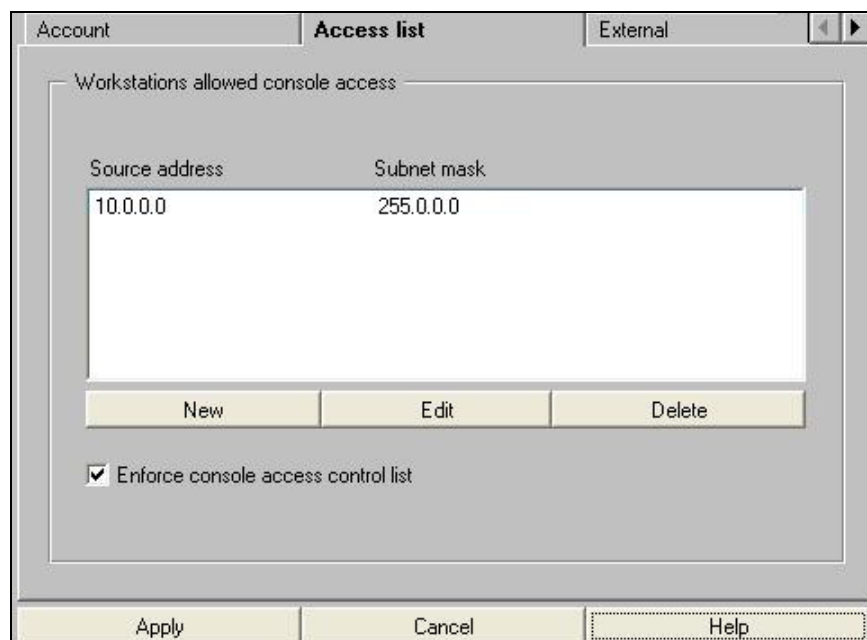 Account Access list External
Workstations allowed console access
Source address Subnet mask
10.0.0.0 255.0.0.0
New Edit Delete
Enforce console access control list
Apply Cancel Help